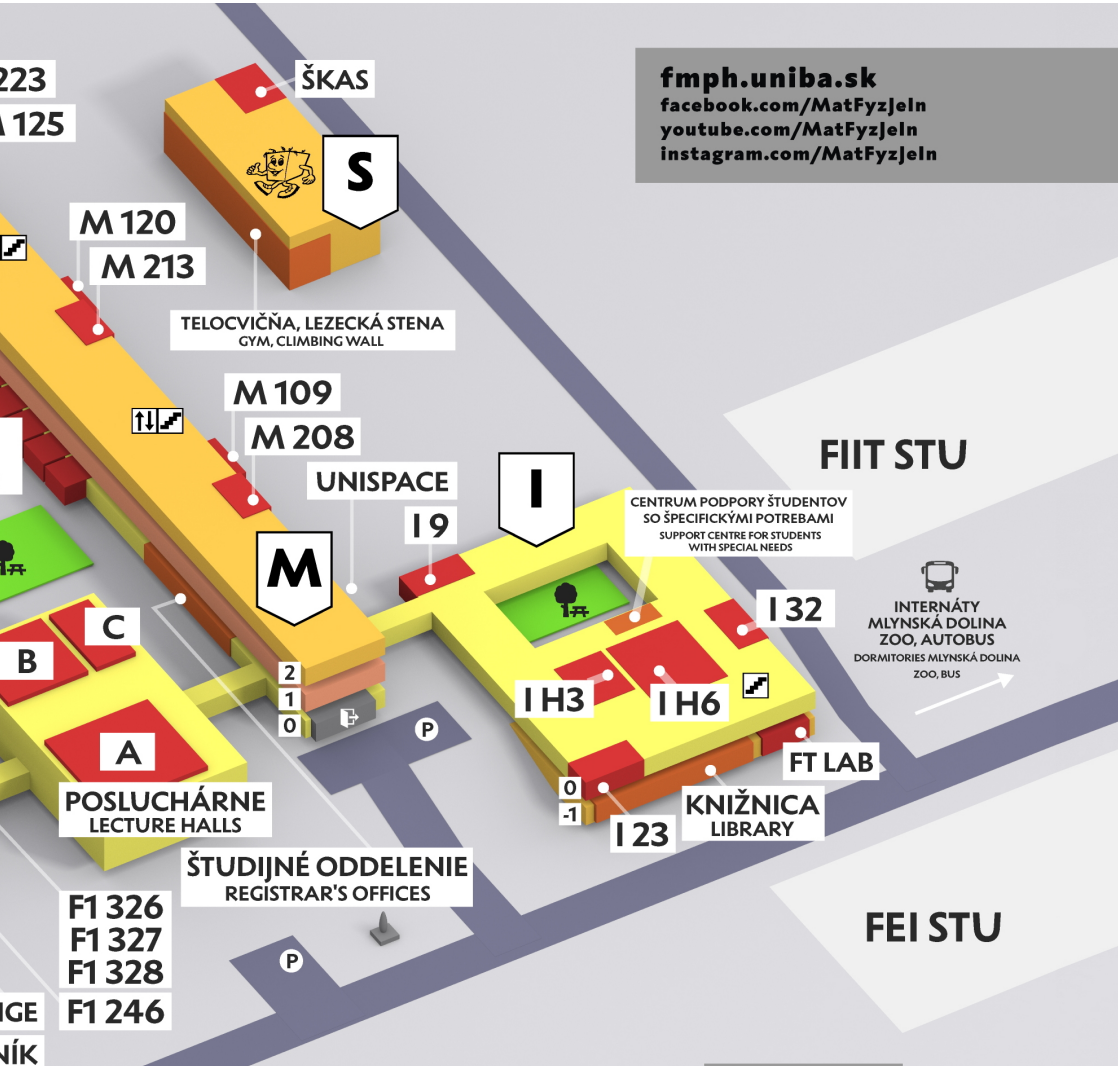 223
M 125
ŠKAS
S
fmph.uniba.sk
facebook.com/MatFyzJeIn
youtube.com/MatFyzJeIn
instagram.com/MatFyzJeIn
M 120
M 213
TELOCVIČŇA, LEZECKÁ STENA
GYM, CLIMBING WALL
M 109
M 208
UNISPACE
I 9
I
M
FIIT STU
CENTRUM PODPORY ŠTUDENTOV
SO ŠPECIFICKÝMI POTREBAMI
SUPPORT CENTRE FOR STUDENTS
WITH SPECIAL NEEDS
I 32
INTERNÁTY
MLYNSKÁ DOLINA
ZOO, AUTOBUS
DORMITORIES MLYNSKÁ DOLINA
ZOO, BUS
C
B
A
2
1
0
P
I H3
I H6
FT LAB
0
-1
I 23
KNIŽNICA
LIBRARY
POSLUCHÁRNE
LECTURE HALLS
ŠTUDIJNÉ ODDELENIE
REGISTRAR'S OFFICES
F1 326
F1 327
F1 328
F1 246
P
FEI STU
NGE
NÍK